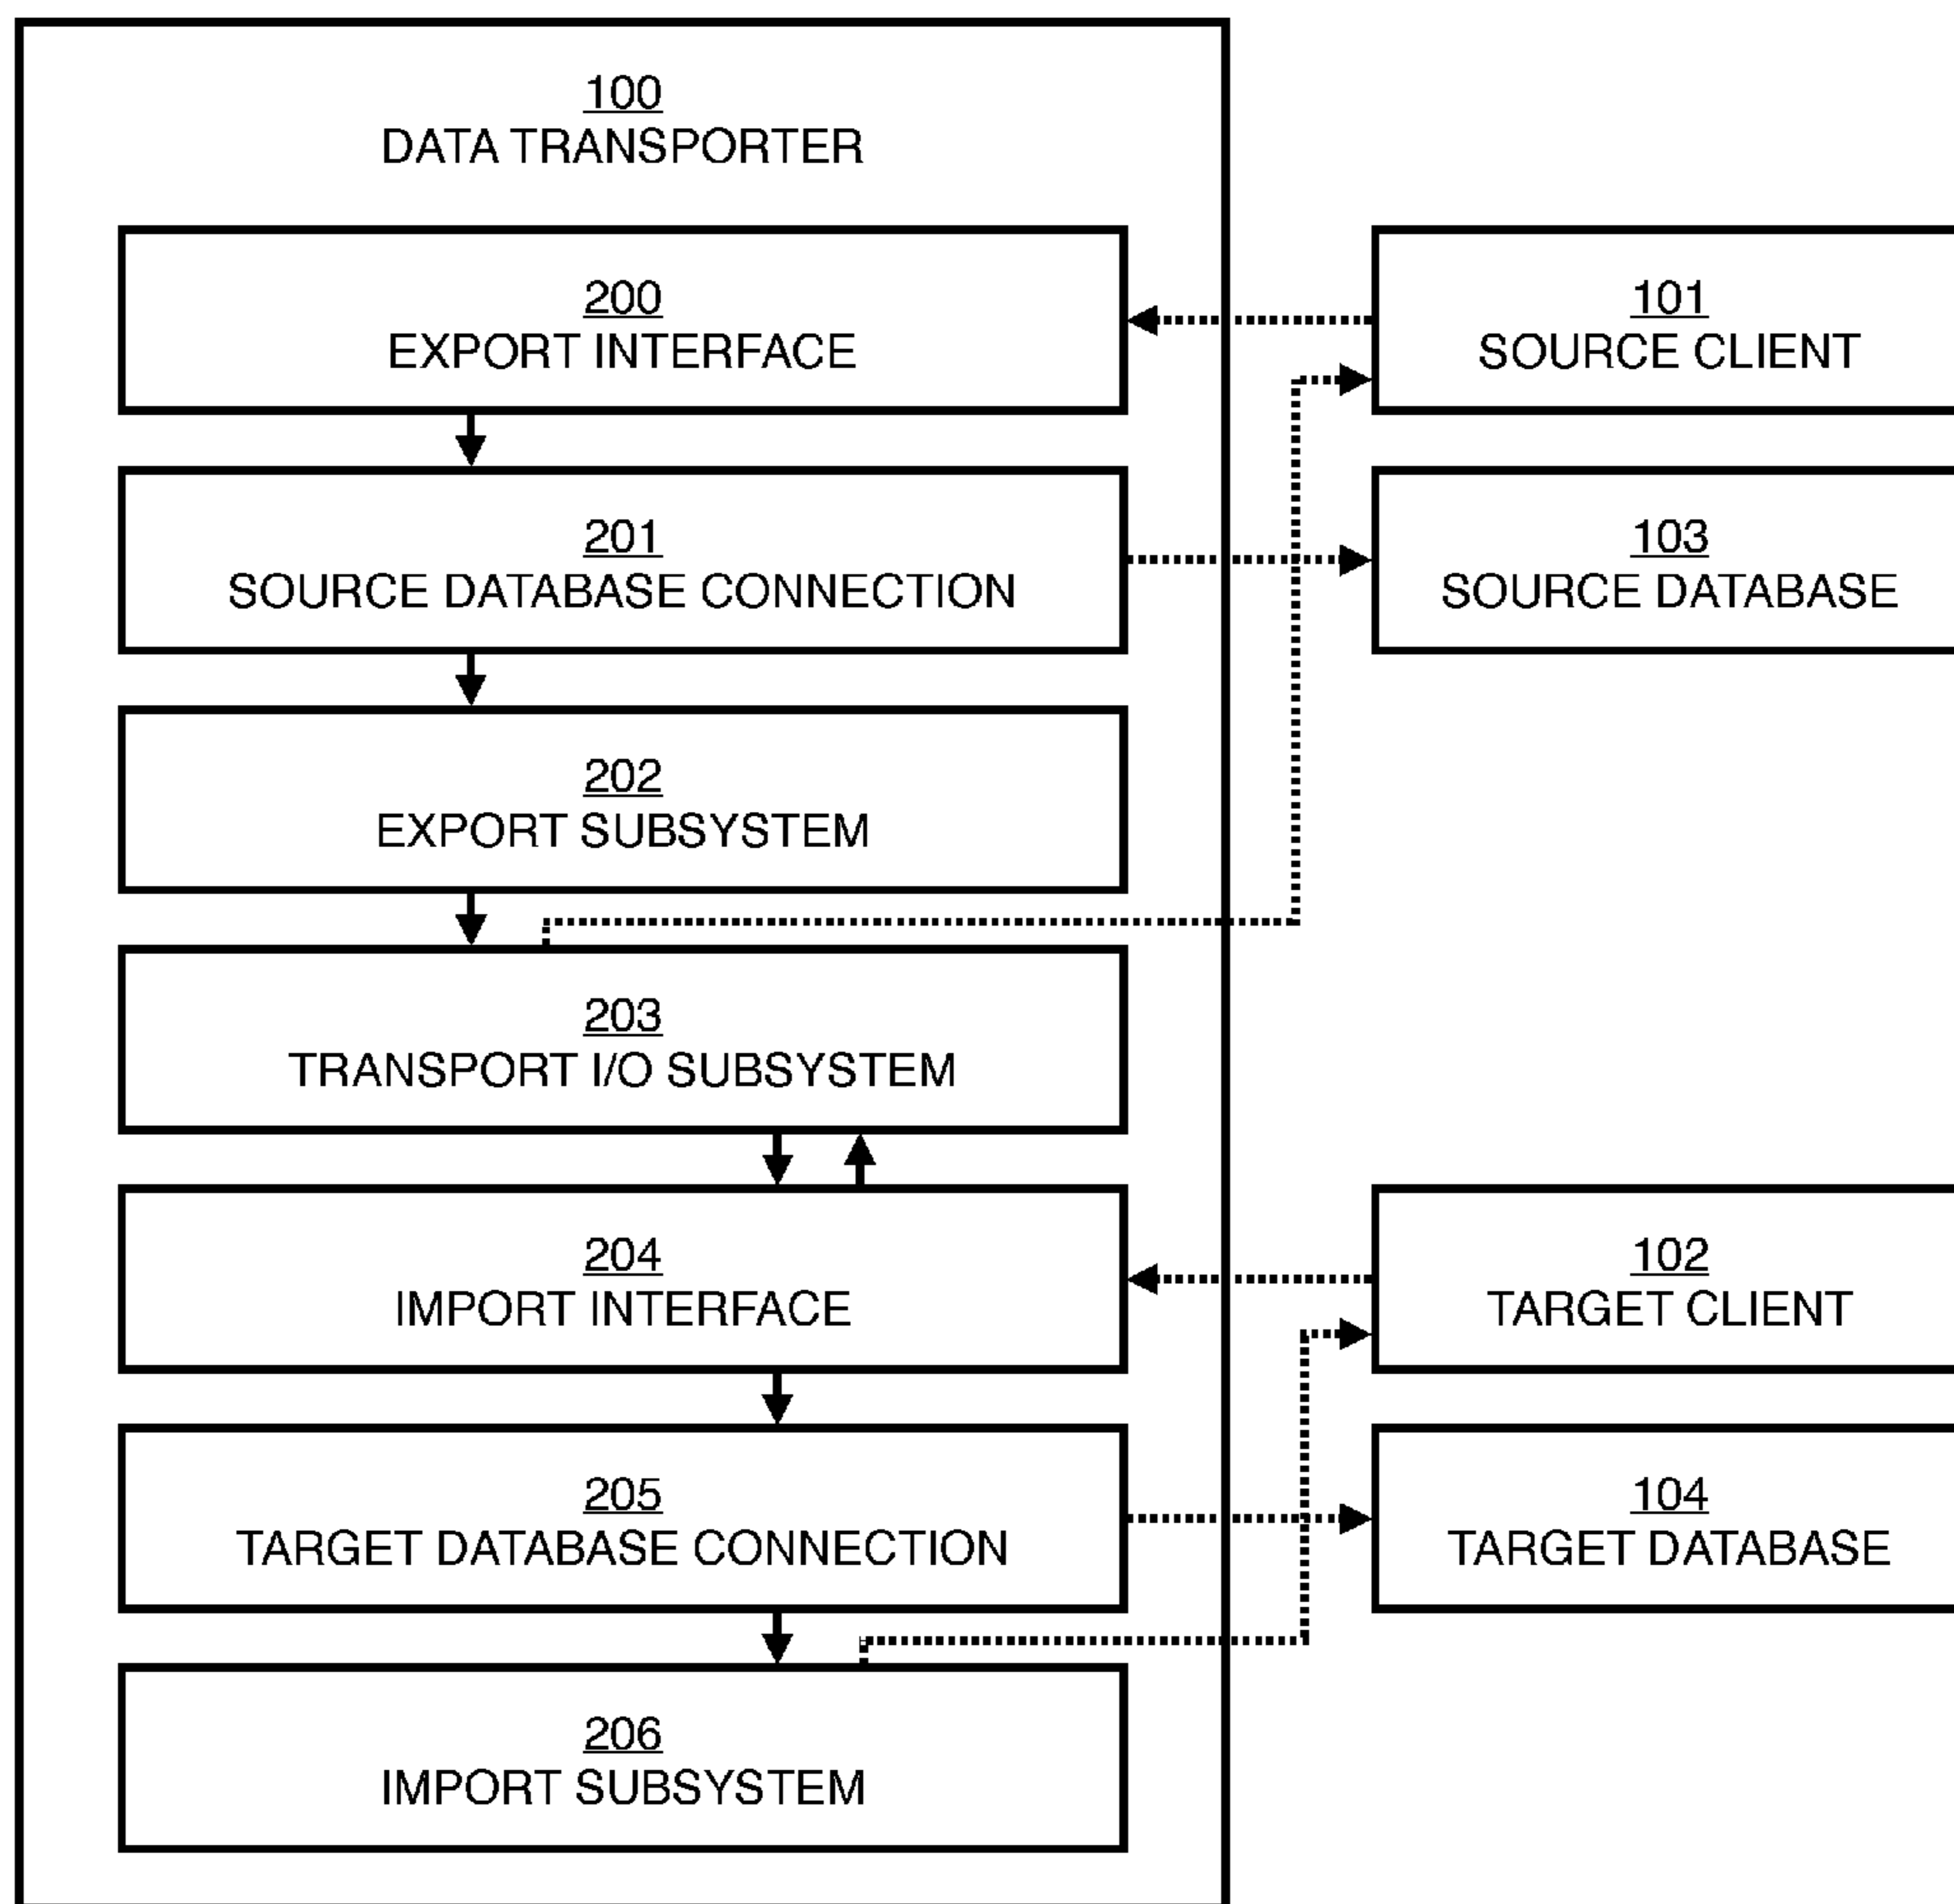 100
DATA TRANSPORTER
200
EXPORT INTERFACE
101
SOURCE CLIENT
201
SOURCE DATABASE CONNECTION
103
SOURCE DATABASE
202
EXPORT SUBSYSTEM
203
TRANSPORT I/O SUBSYSTEM
204
IMPORT INTERFACE
102
TARGET CLIENT
205
TARGET DATABASE CONNECTION
104
TARGET DATABASE
206
IMPORT SUBSYSTEM